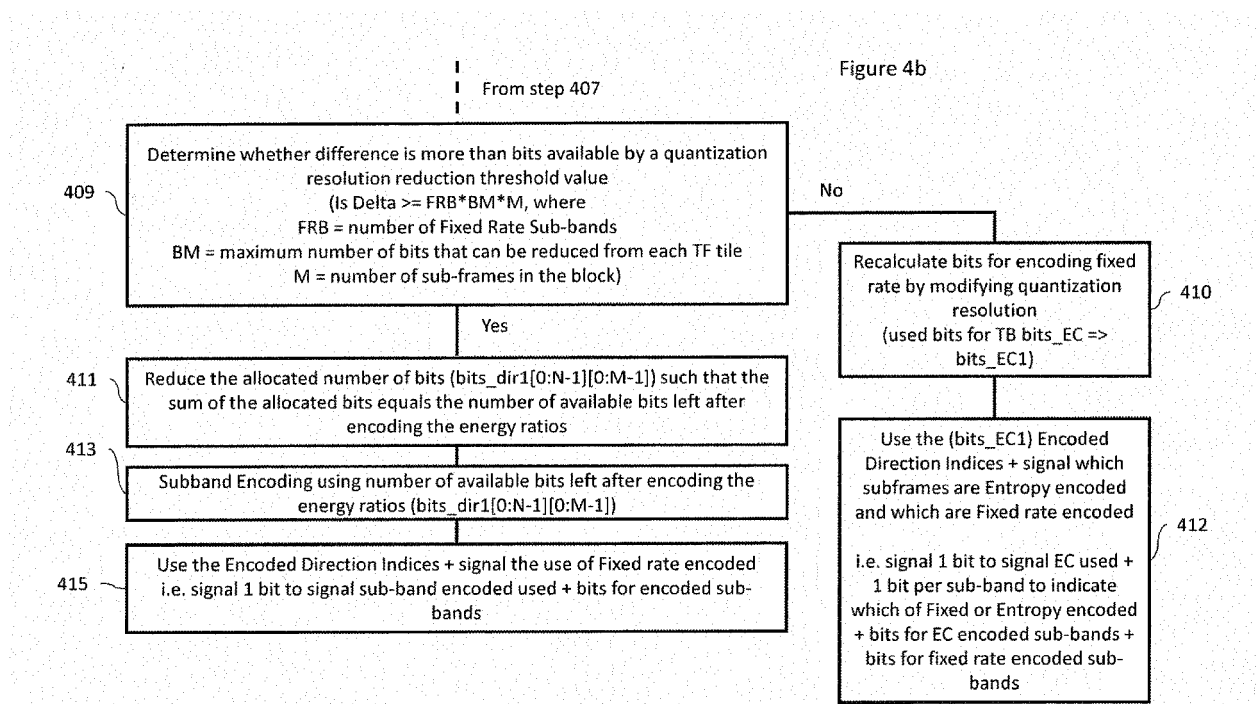 Figure 4b
From step 407
409
Determine whether difference is more than bits available by a quantization
resolution reduction threshold value
(Is Delta >= FRB*BM*M, where
FRB = number of Fixed Rate Sub-bands
BM = maximum number of bits that can be reduced from each TF tile
M = number of sub-frames in the block)
No
Yes
Recalculate bits for encoding fixed
rate by modifying quantization
resolution
(used bits for TB bits_EC =>
bits_EC1)
410
411
Reduce the allocated number of bits (bits_dir1[0:N-1][0:M-1]) such that the
sum of the allocated bits equals the number of available bits left after
encoding the energy ratios
413
Subband Encoding using number of available bits left after encoding the
energy ratios (bits_dir1[0:N-1][0:M-1])
415
Use the Encoded Direction Indices + signal the use of Fixed rate encoded
i.e. signal 1 bit to signal sub-band encoded used + bits for encoded sub-
bands
Use the (bits_EC1) Encoded
Direction Indices + signal which
subframes are Entropy encoded
and which are Fixed rate encoded
i.e. signal 1 bit to signal EC used +
1 bit per sub-band to indicate
which of Fixed or Entropy encoded
+ bits for EC encoded sub-bands +
bits for fixed rate encoded sub-
bands
412